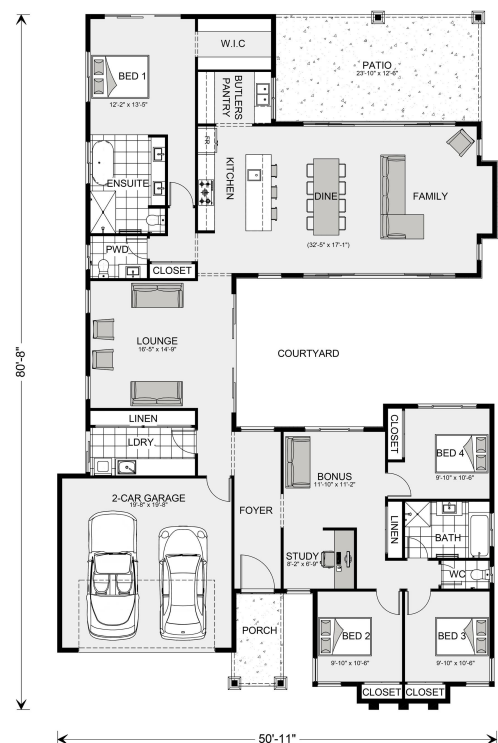 BED 1
12'-2" x 13'-5"
W.I.C
PATIO
23'-10" x 12'-6"
BUTLERS
PANTRY
FR.
KITCHEN
ENSUITE
DINE
FAMILY
(32'-5" x 17'-1")
PWD
CLOSET
LOUNGE
16'-5" x 14'-9"
COURTYARD
80'-8"
LINEN
LDRY
CLOSET
BED 4
9'-10" x 10'-6"
BONUS
11'-10" x 11'-2"
2-CAR GARAGE
19'-8" x 19'-8"
FOYER
LINEN
BATH
STUDY
8'-2" x 6'-9"
WC
PORCH
BED 2
9'-10" x 10'-6"
BED 3
9'-10" x 10'-6"
CLOSET
CLOSET
50'-11"